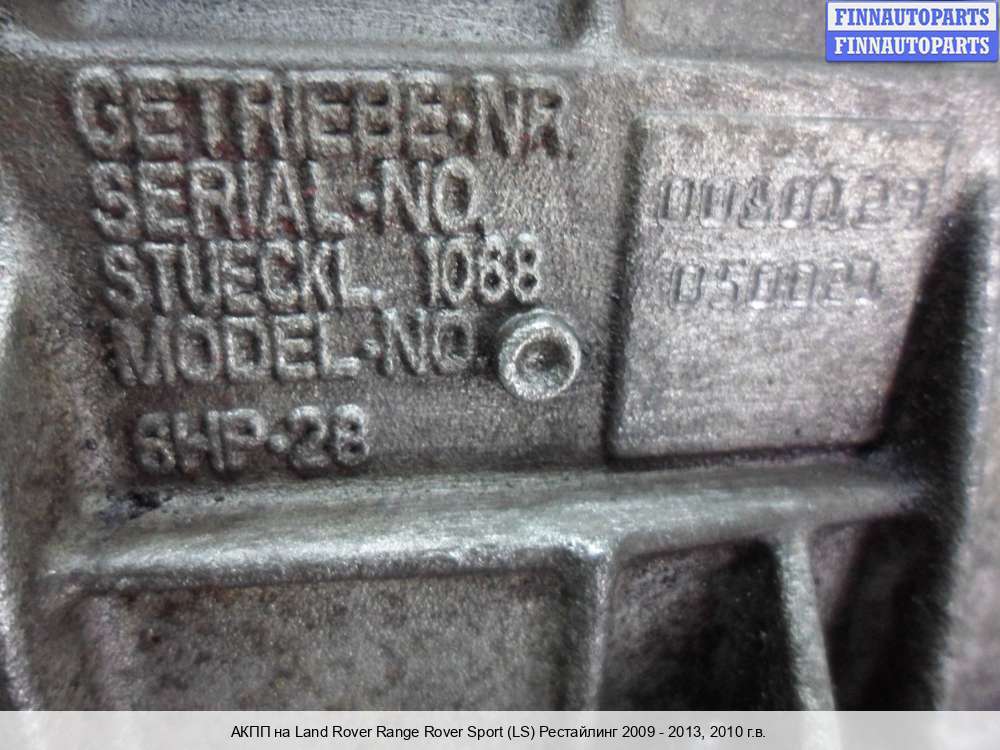 FINNAUTOPARTS
FINNAUTOPARTS
GETRIEBE-NR.
SERIAL-NO.
STUECKL. 1068
MODEL-NO.
6HP-28
АКПП на Land Rover Range Rover Sport (LS) Рестайлинг 2009 - 2013, 2010 г.в.